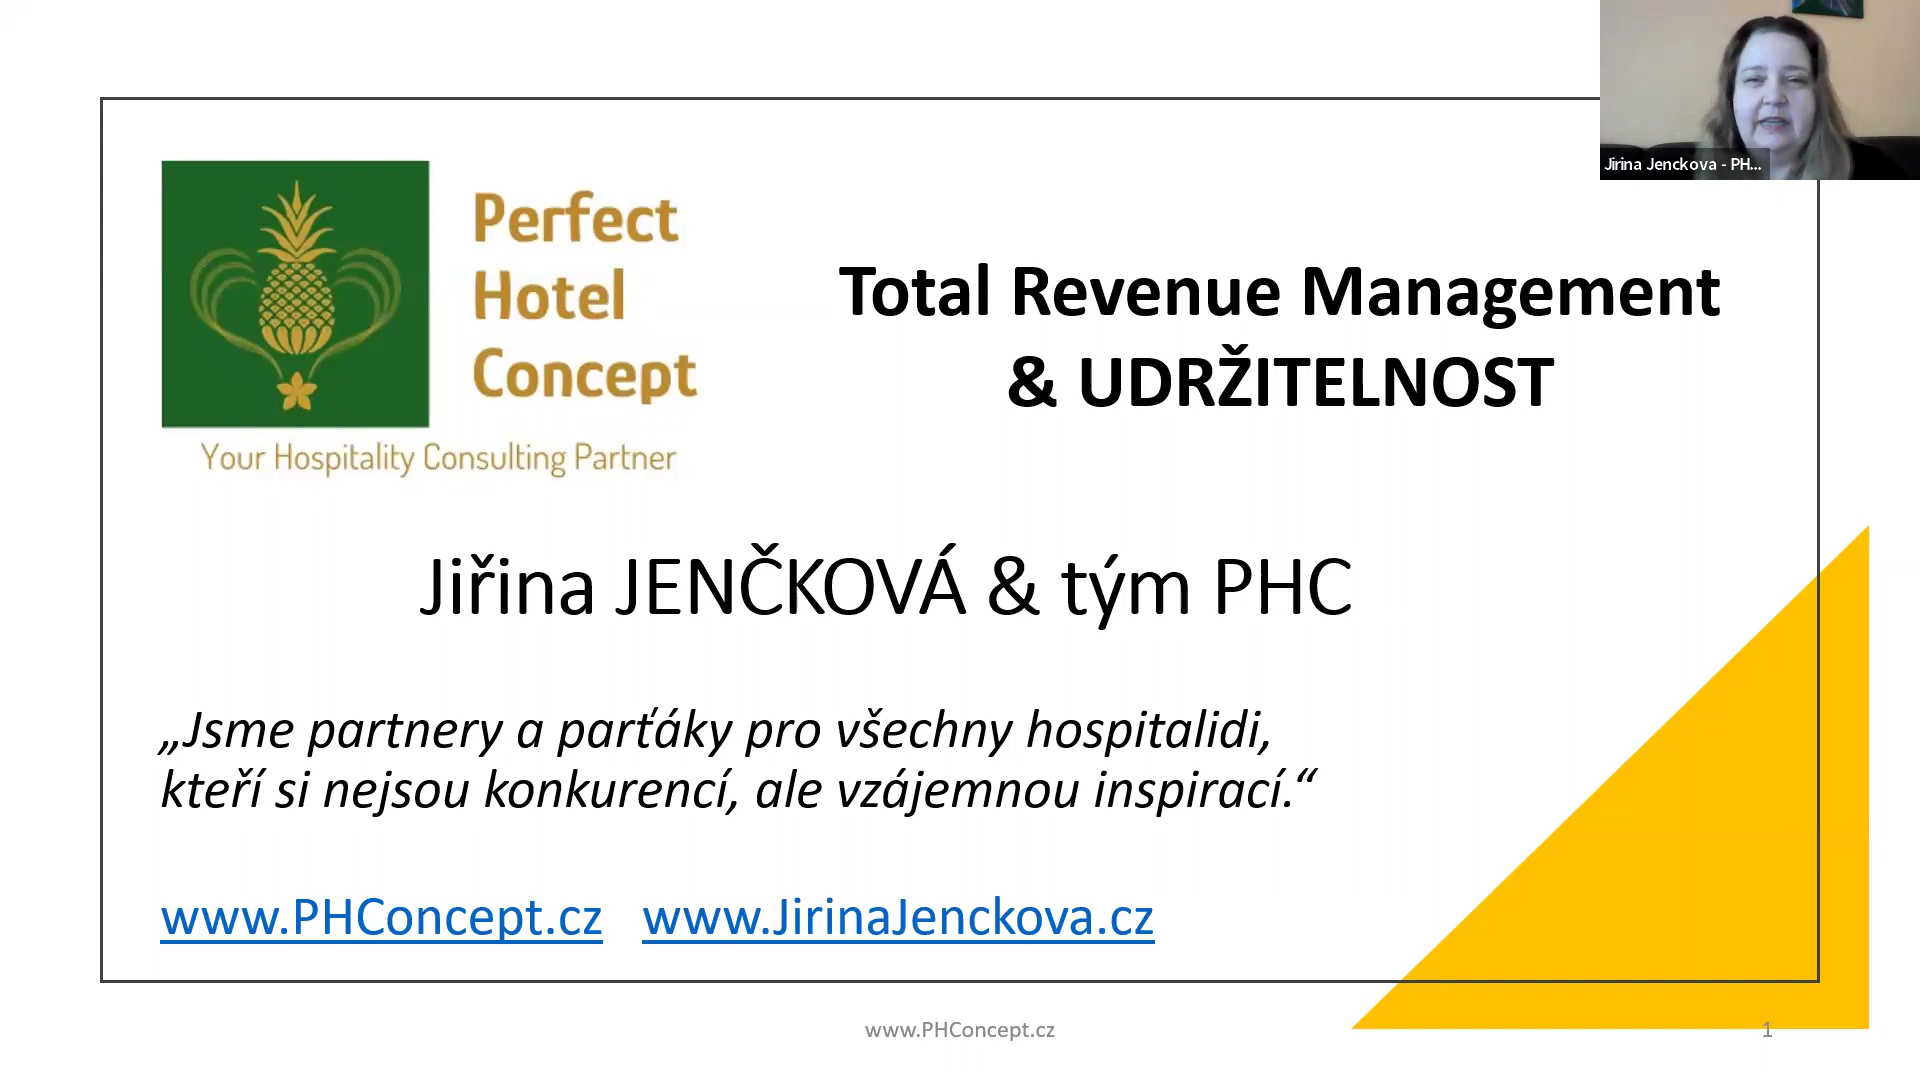 Jirina Jenckova - PH...
Perfect
Hotel
Concept
Your Hospitality Consulting Partner
Total Revenue Management
& UDRŽITELNOST
Jiřina JENČKOVÁ & tým PHC
„Jsme partnery a parťáky pro všechny hospitalidi,
kteří si nejsou konkurencí, ale vzájemnou inspirací.“
www.PHConcept.cz www.JirinaJenckova.cz
www.PHConcept.cz
1